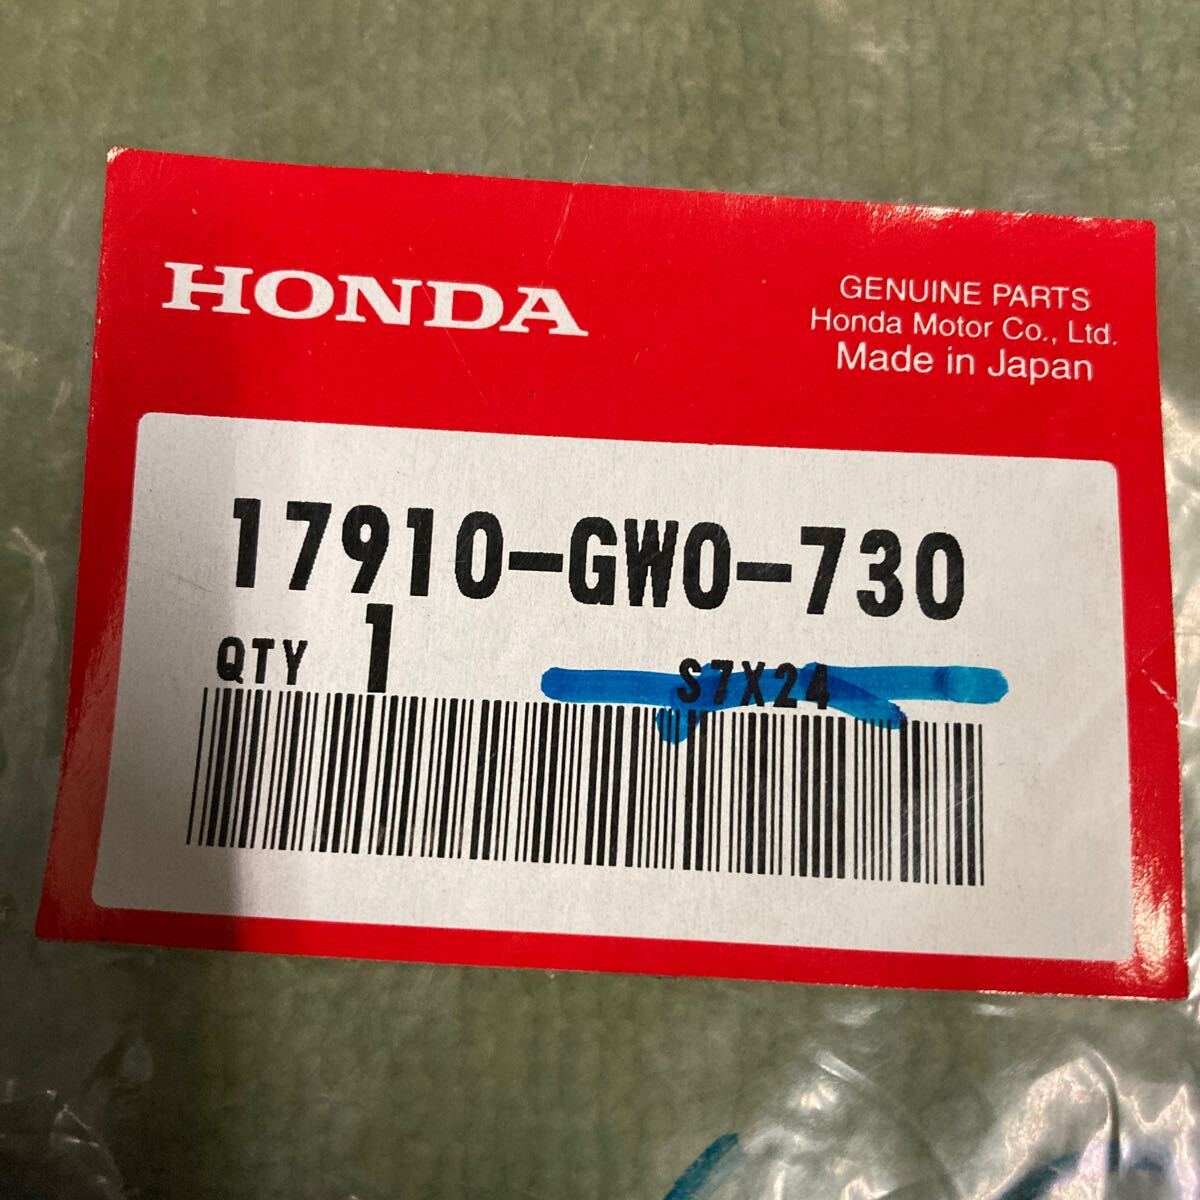 HONDA
GENUINE PARTS
Honda Motor Co., Ltd.
Made in Japan
17910-GW0-730
QTY 1
S7X24